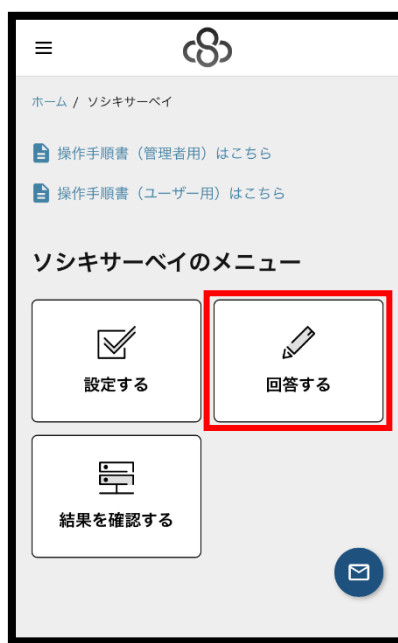 ホーム / ソシキサーベイ
操作手順書（管理者用）はこちら
操作手順書（ユーザー用）はこちら
ソシキサーベイのメニュー
設定する
回答する
結果を確認する